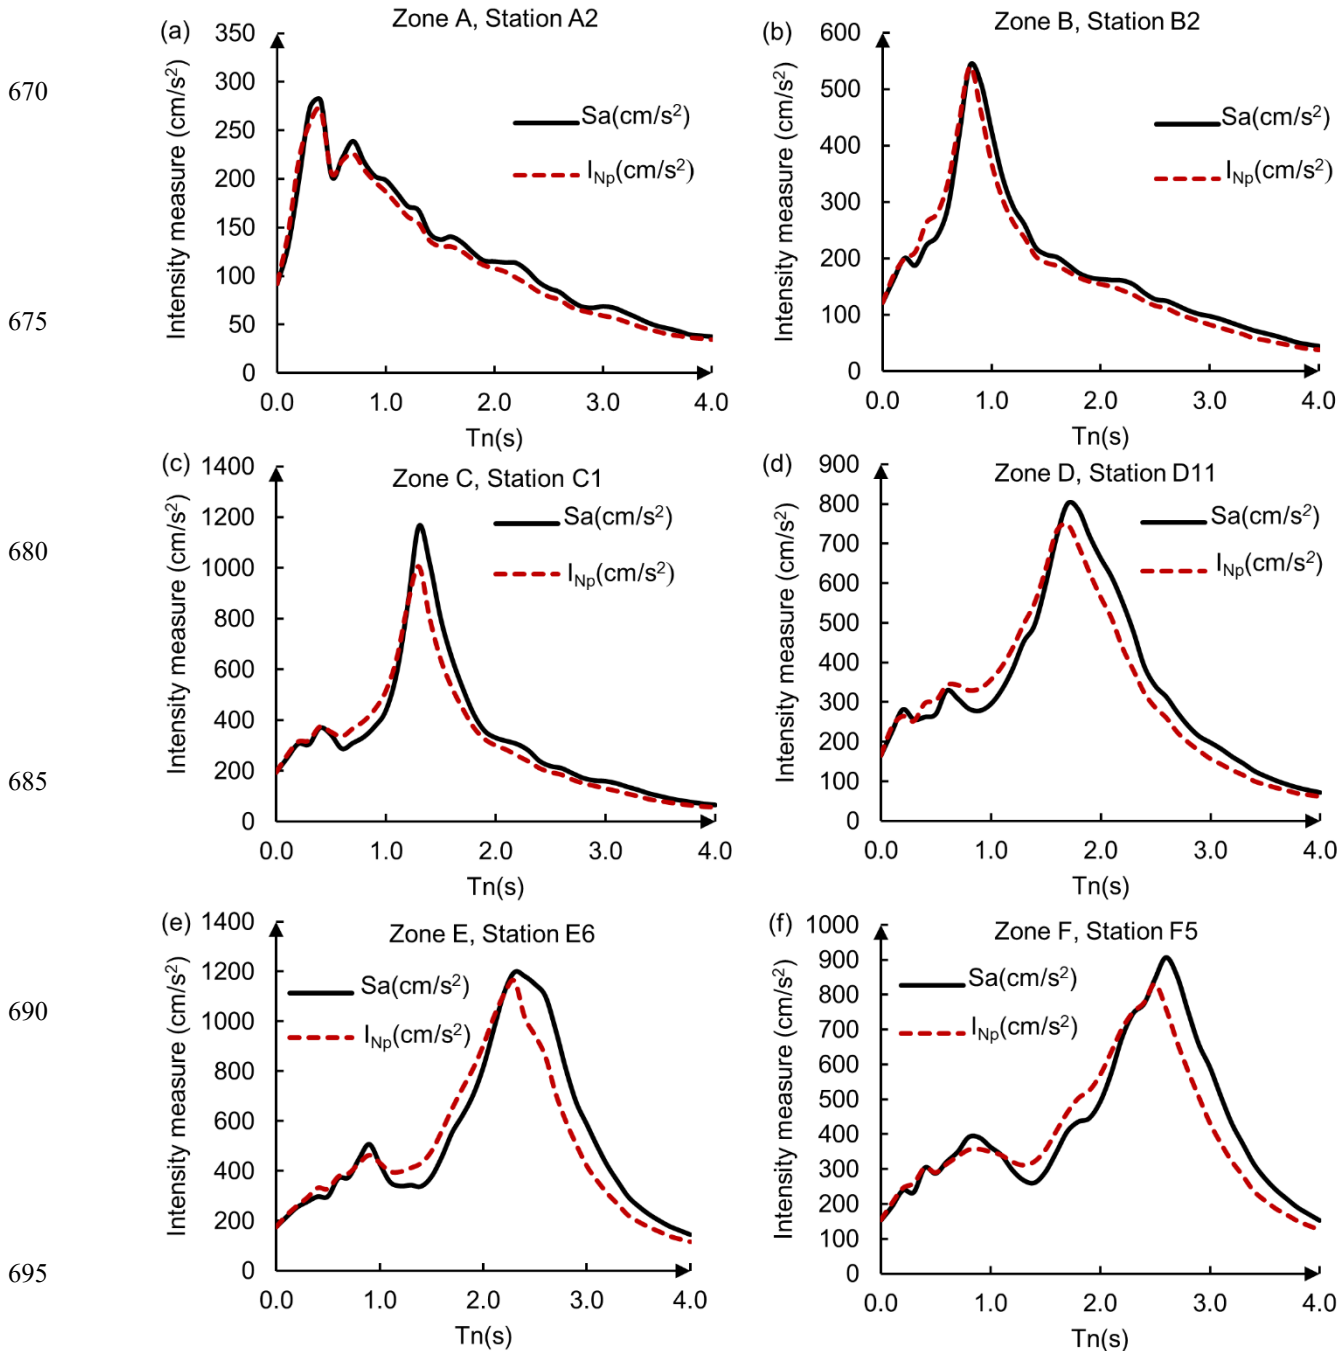 670
675
680
685
690
695
(a)
Zone A, Station A2
Intensity measure (cm/s²)
350
300
250
200
150
100
50
0
Sa(cm/s²)
I_Np(cm/s²)
0.0 1.0 2.0 3.0 4.0
Tn(s)
(b)
Zone B, Station B2
Intensity measure (cm/s²)
600
500
400
300
200
100
0
Sa(cm/s²)
I_Np(cm/s²)
0.0 1.0 2.0 3.0 4.0
Tn(s)
(c)
Zone C, Station C1
Intensity measure (cm/s²)
1400
1200
1000
800
600
400
200
0
Sa(cm/s²)
I_Np(cm/s²)
0.0 1.0 2.0 3.0 4.0
Tn(s)
(d)
Zone D, Station D11
Intensity measure (cm/s²)
900
800
700
600
500
400
300
200
100
0
Sa(cm/s²)
I_Np(cm/s²)
0.0 1.0 2.0 3.0 4.0
Tn(s)
(e)
Zone E, Station E6
Intensity measure (cm/s²)
1400
1200
1000
800
600
400
200
0
Sa(cm/s²)
I_Np(cm/s²)
0.0 1.0 2.0 3.0 4.0
Tn(s)
(f)
Zone F, Station F5
Intensity measure (cm/s²)
1000
900
800
700
600
500
400
300
200
100
0
Sa(cm/s²)
I_Np(cm/s²)
0.0 1.0 2.0 3.0 4.0
Tn(s)